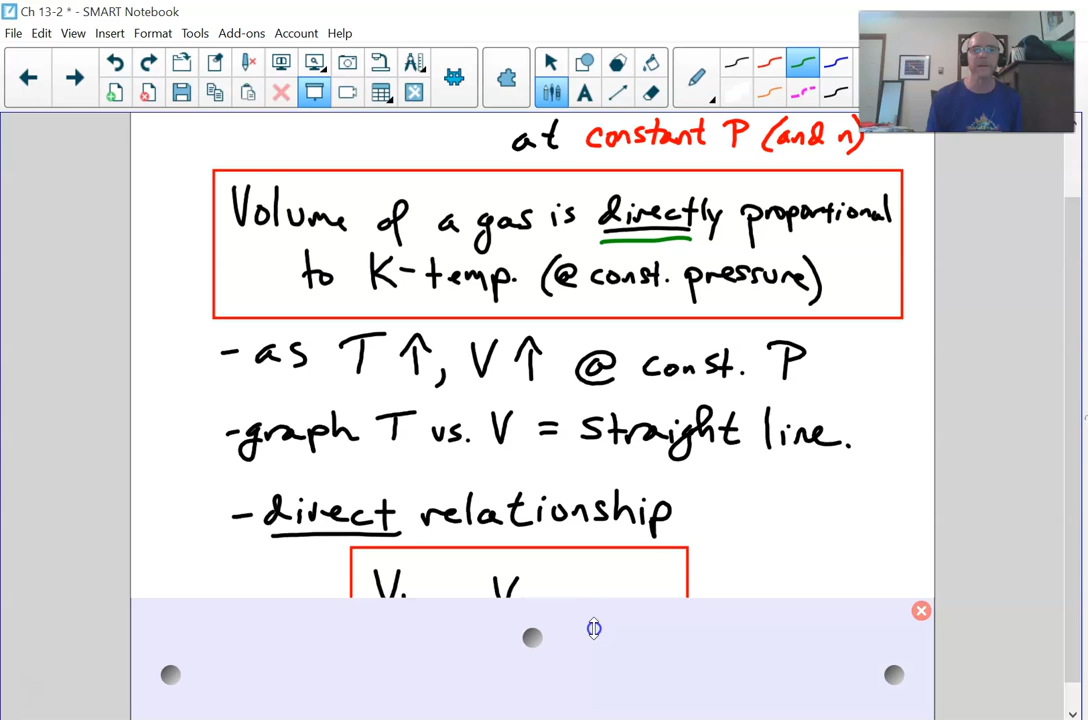 Ch 13-2 * - SMART Notebook
File Edit View Insert Format Tools Add-ons Account Help
at constant P (and n)
Volume of a gas is directly proportional
to K-temp. (@ const. pressure)
- as T ↑, V ↑ @ const. P
-graph T vs. V = straight line.
- direct relationship
V V